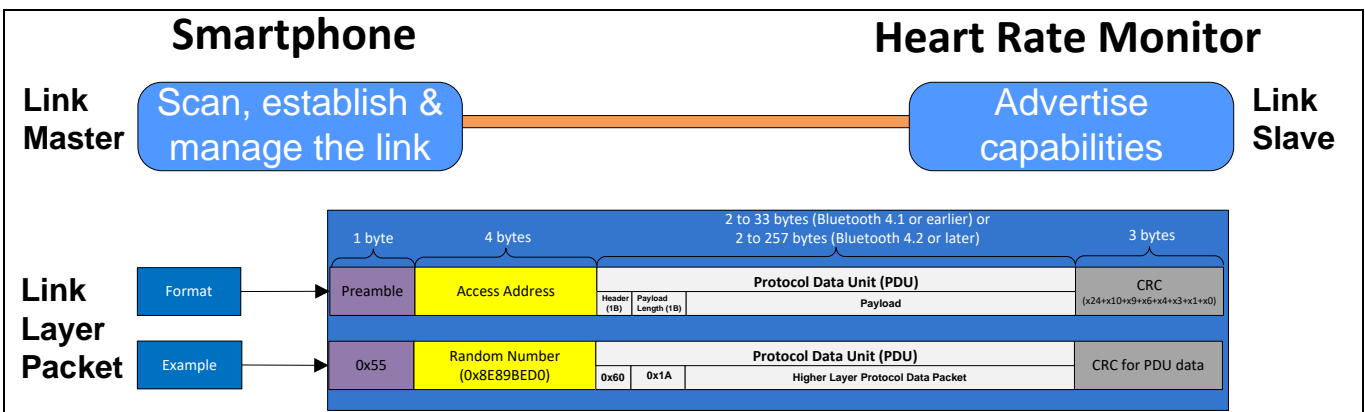 Smartphone
Heart Rate Monitor
Link
Master
Scan, establish &
manage the link
Advertise
capabilities
Link
Slave
2 to 33 bytes (Bluetooth 4.1 or earlier) or
2 to 257 bytes (Bluetooth 4.2 or later)
1 byte
4 bytes
3 bytes
Link
Layer
Packet
Format
Preamble
Access Address
Protocol Data Unit (PDU)
Header
(1B)
Payload
Length (1B)
Payload
CRC
(x24+x10+x9+x6+x4+x3+x1+x0)
Example
0x55
Random Number
(0x8E89BED0)
Protocol Data Unit (PDU)
0x60
0x1A
Higher Layer Protocol Data Packet
CRC for PDU data